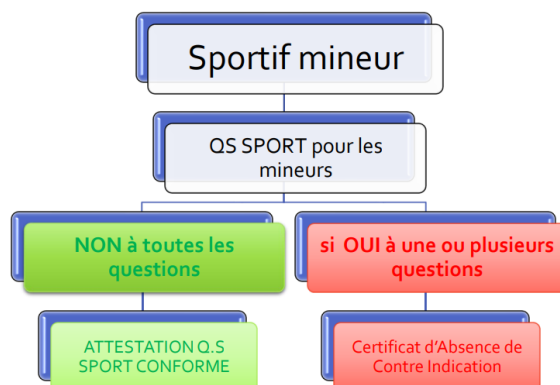 Sportif mineur
QS SPORT pour les
mineurs
NON à toutes les
questions
si OUI à une ou plusieurs
questions
ATTESTATION Q.S
SPORT CONFORME
Certificat d'Absence de
Contre Indication